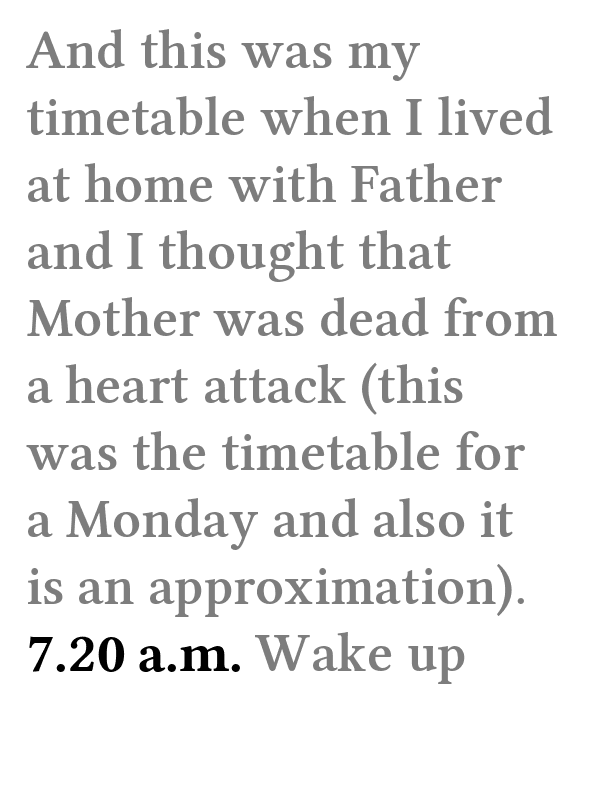 And this was my
timetable when I lived
at home with Father
and I thought that
Mother was dead from
a heart attack (this
was the timetable for
a Monday and also it
is an approximation).
7.20 a.m. Wake up